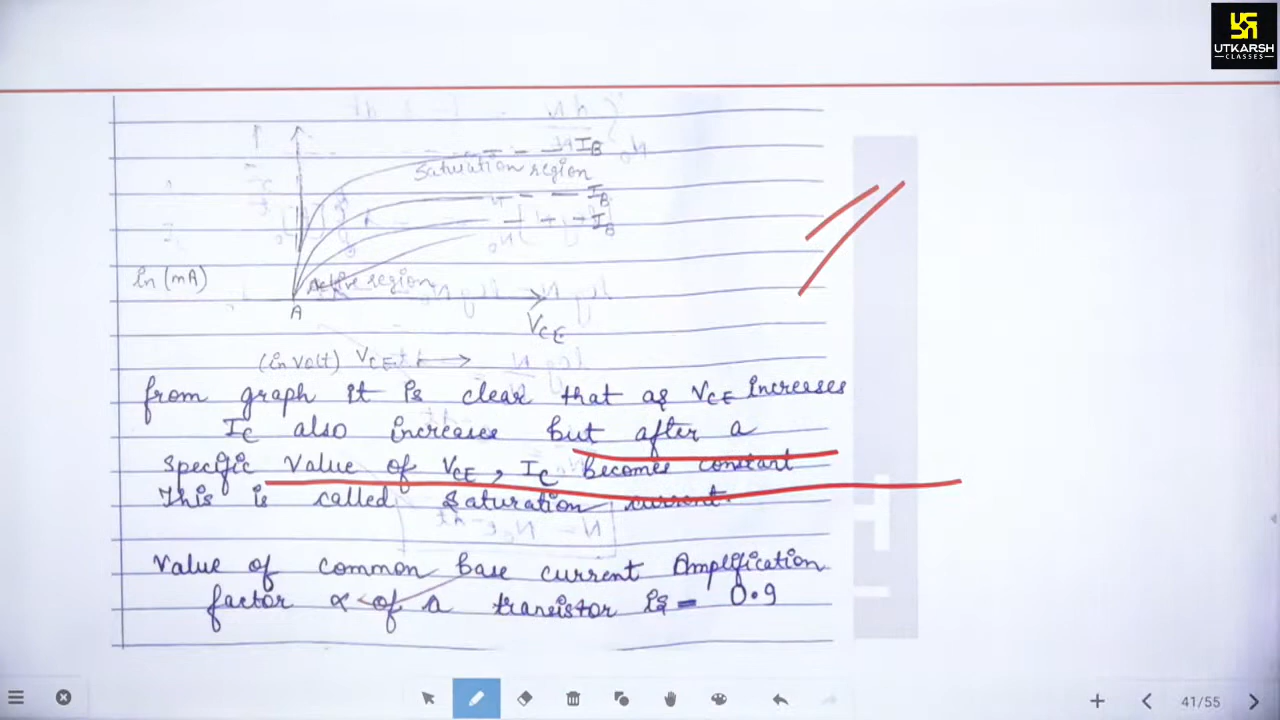 UTKARSH
CLASSES
IB
Saturation region
IB
IB
In (mA)
Active region
A
VCE
(in volt) VCE
from graph it is clear that as VCE increases
IC also increases but after a
specific value of VCE, IC becomes constant
This is called saturation current.
Value of common base current Amplification
factor α of a transistor is = 0.9
41/55